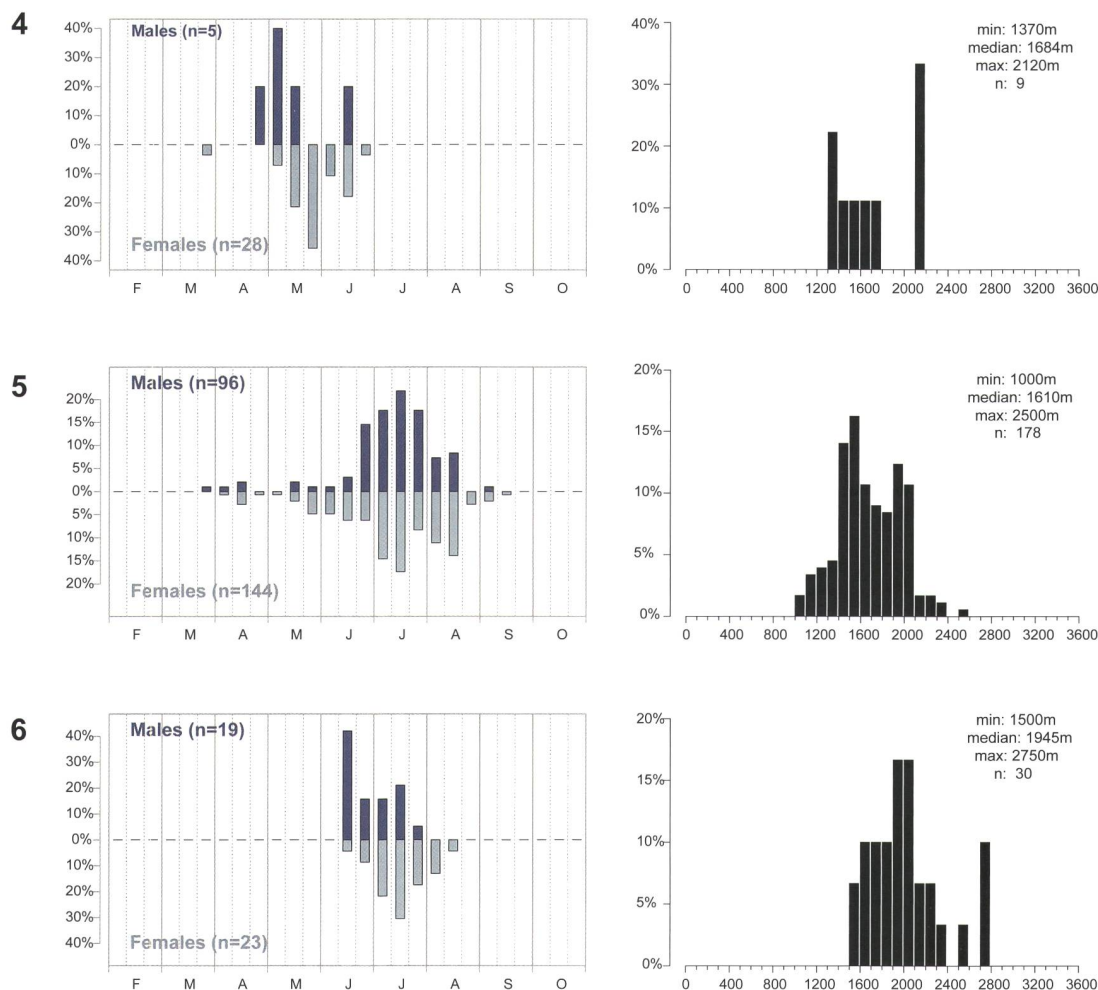 4
40%
30%
20%
10%
0%
10%
20%
30%
40%
Males (n=5)
Females (n=28)
F M A M J J A S O
40%
30%
20%
10%
0%
min: 1370m
median: 1684m
max: 2120m
n: 9
0 400 800 1200 1600 2000 2400 2800 3200 3600
5
20%
15%
10%
5%
0%
5%
10%
15%
20%
Males (n=96)
Females (n=144)
F M A M J J A S O
20%
15%
10%
5%
0%
min: 1000m
median: 1610m
max: 2500m
n: 178
0 400 800 1200 1600 2000 2400 2800 3200 3600
6
40%
30%
20%
10%
0%
10%
20%
30%
40%
Males (n=19)
Females (n=23)
F M A M J J A S O
20%
15%
10%
5%
0%
min: 1500m
median: 1945m
max: 2750m
n: 30
0 400 800 1200 1600 2000 2400 2800 3200 3600